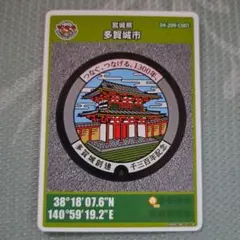 宮城県
多賀城市
04-209-C001
つなぐ、つなげる、1300年。
多賀城創建
千三百年記念
38°18'07.6"N
140°59'19.2"E